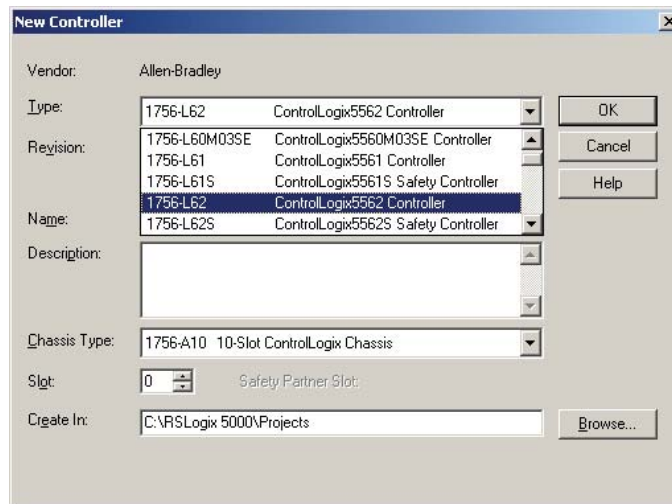 New Controller
Vendor: Allen-Bradley
Type: 1756-L62 ControlLogix5562 Controller OK
1756-L60M03SE ControlLogix5560M03SE Controller
Revision: Cancel
1756-L61 ControlLogix5561 Controller
1756-L61S ControlLogix5561S Safety Controller Help
1756-L62 ControlLogix5562 Controller
Name: 1756-L62S ControlLogix5562S Safety Controller
Description:
Chassis Type: 1756-A10 10-Slot ControlLogix Chassis
Slot: 0 Safety Partner Slot:
Create In: C:\RSLogix 5000\Projects Browse...